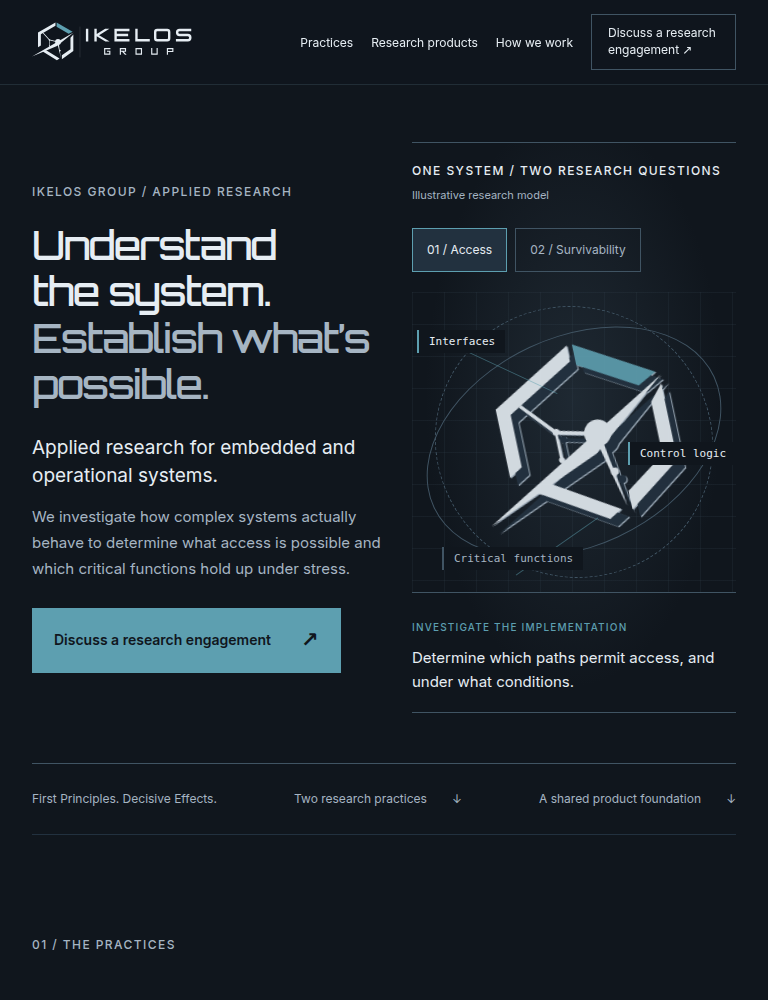 IKELOS
GROUP
Practices
Research products
How we work
Discuss a research
engagement ↗
IKELOS GROUP / APPLIED RESEARCH
Understand
the system.
Establish what's
possible.
Applied research for embedded and
operational systems.
We investigate how complex systems actually
behave to determine what access is possible and
which critical functions hold up under stress.
Discuss a research engagement ↗
ONE SYSTEM / TWO RESEARCH QUESTIONS
Illustrative research model
01 / Access
02 / Survivability
Interfaces
Control logic
Critical functions
INVESTIGATE THE IMPLEMENTATION
Determine which paths permit access, and
under what conditions.
First Principles. Decisive Effects.
Two research practices ↓
A shared product foundation ↓
01 / THE PRACTICES